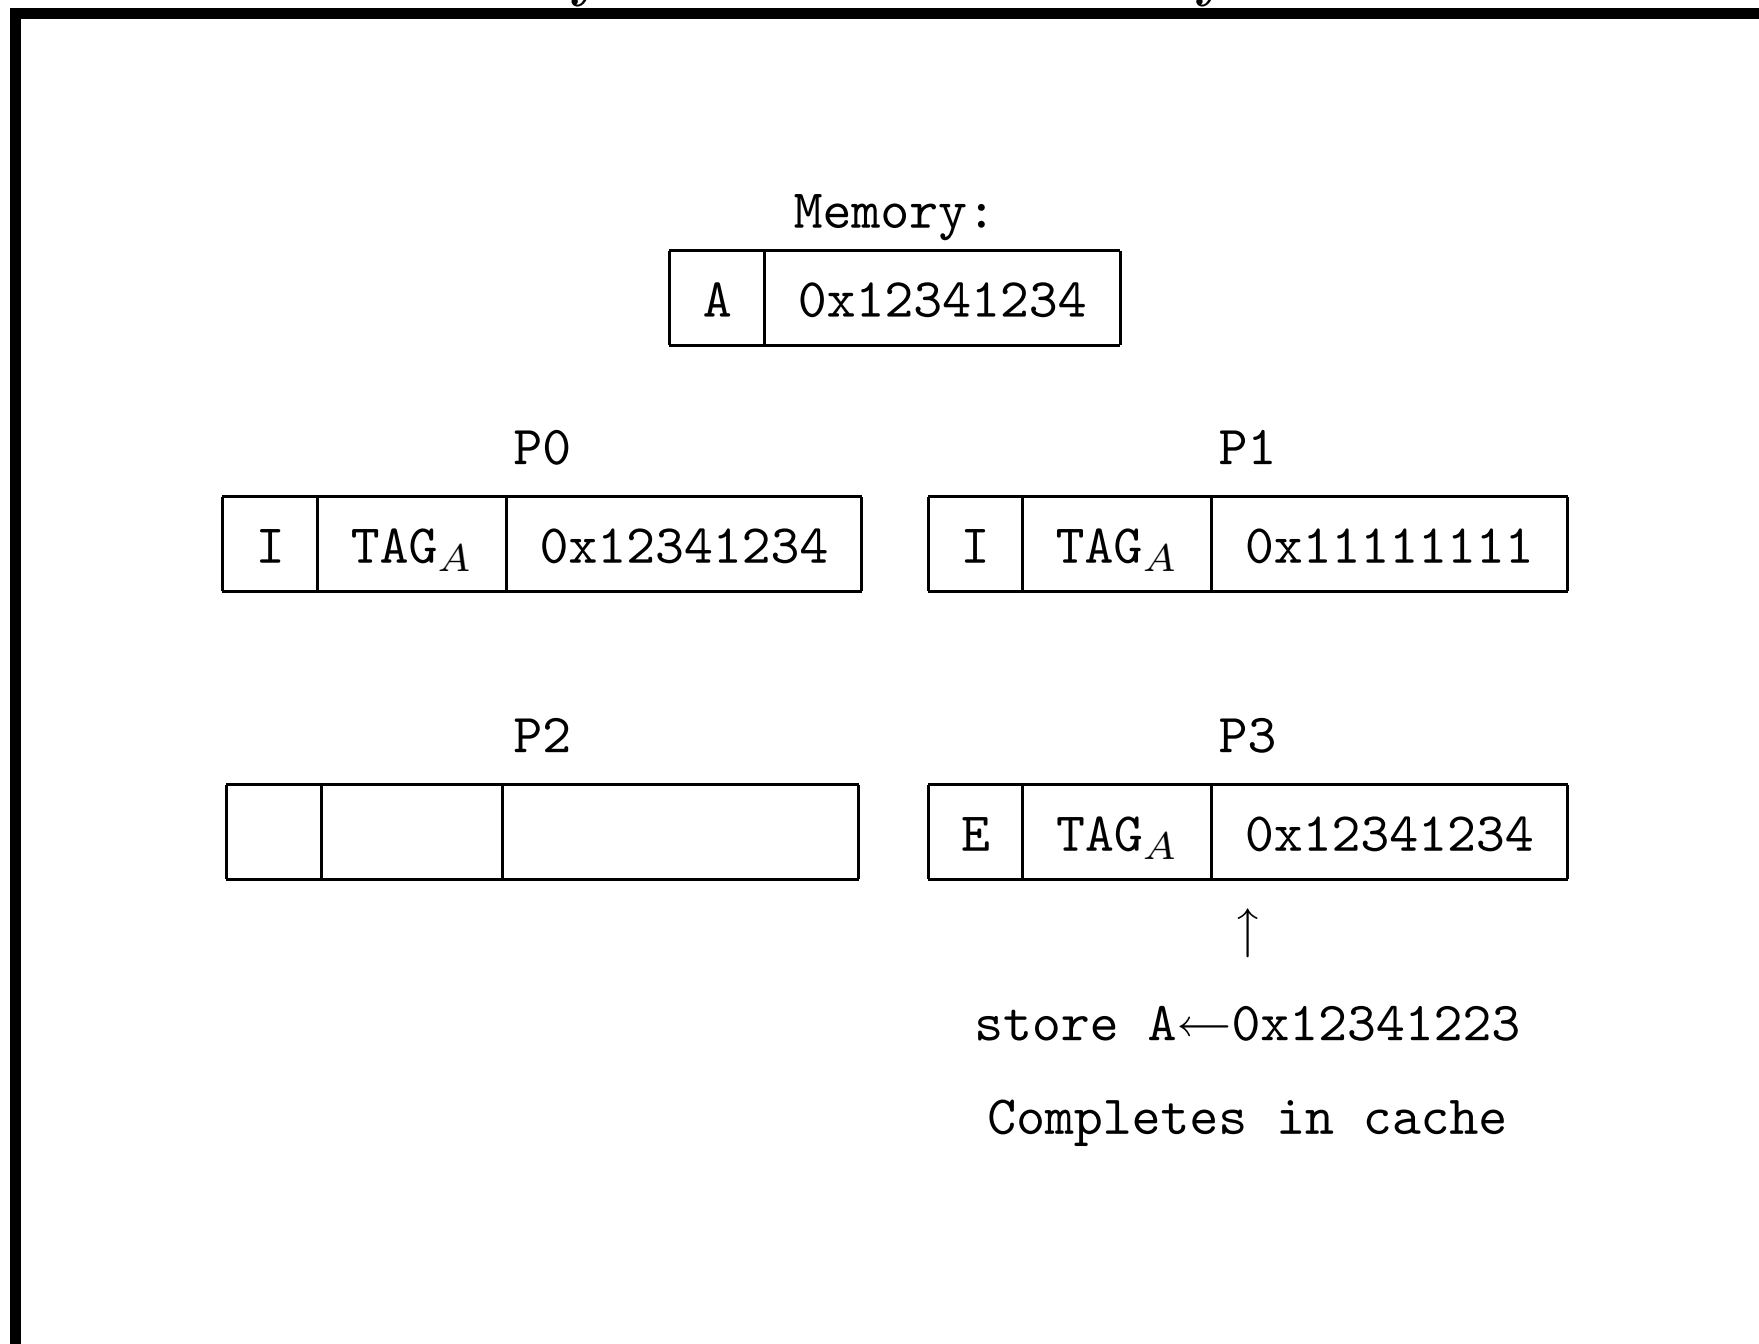 Memory:
A 0x12341234
P0 P1
I TAG_A 0x12341234 I TAG_A 0x11111111
P2 P3
E TAG_A 0x12341234
↑
store A←0x12341223
Completes in cache